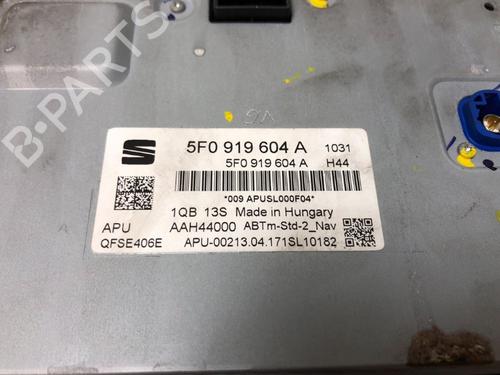 5F0 919 604 A 1031
5F0 919 604 A H44
*009 APUSL000F04*
1QB 13S Made in Hungary
APU AAH44000 ABTm-Std-2_Nav
QFSE406E APU-00213.04.171SL10182